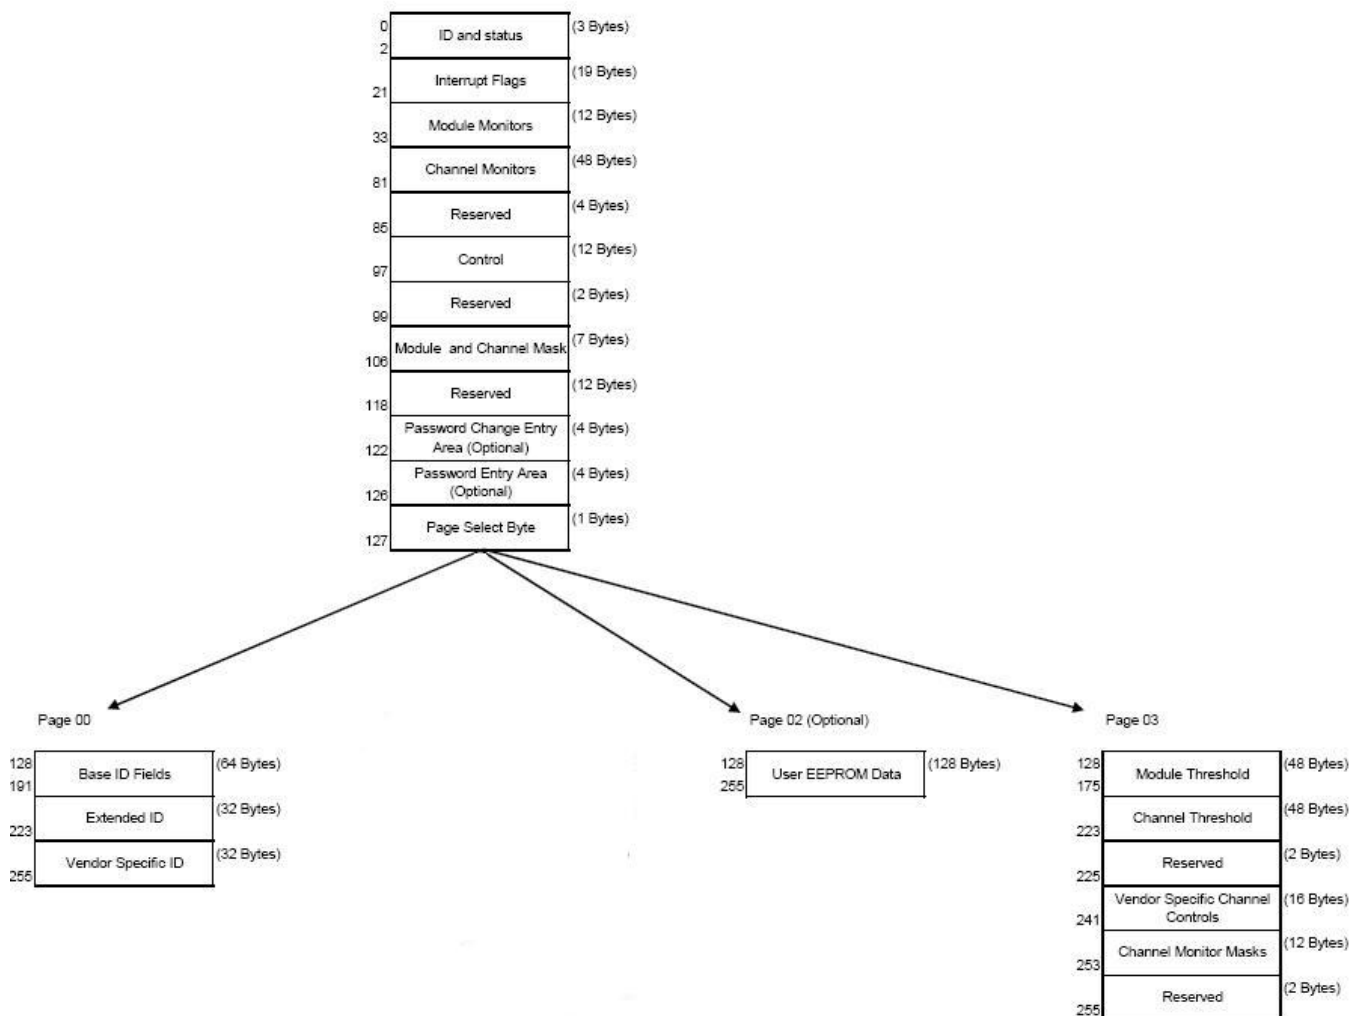 0
ID and status
(3 Bytes)
2
Interrupt Flags
(19 Bytes)
21
Module Monitors
(12 Bytes)
33
Channel Monitors
(48 Bytes)
81
Reserved
(4 Bytes)
85
Control
(12 Bytes)
97
Reserved
(2 Bytes)
99
Module and Channel Mask
(7 Bytes)
106
Reserved
(12 Bytes)
118
Password Change Entry
Area (Optional)
(4 Bytes)
122
Password Entry Area
(Optional)
(4 Bytes)
126
Page Select Byte
(1 Bytes)
127
Page 00
128
Base ID Fields
(64 Bytes)
191
Extended ID
(32 Bytes)
223
Vendor Specific ID
(32 Bytes)
255
Page 02 (Optional)
128
User EEPROM Data
(128 Bytes)
255
Page 03
128
Module Threshold
(48 Bytes)
175
Channel Threshold
(48 Bytes)
223
Reserved
(2 Bytes)
225
Vendor Specific Channel
Controls
(16 Bytes)
241
Channel Monitor Masks
(12 Bytes)
253
Reserved
(2 Bytes)
255